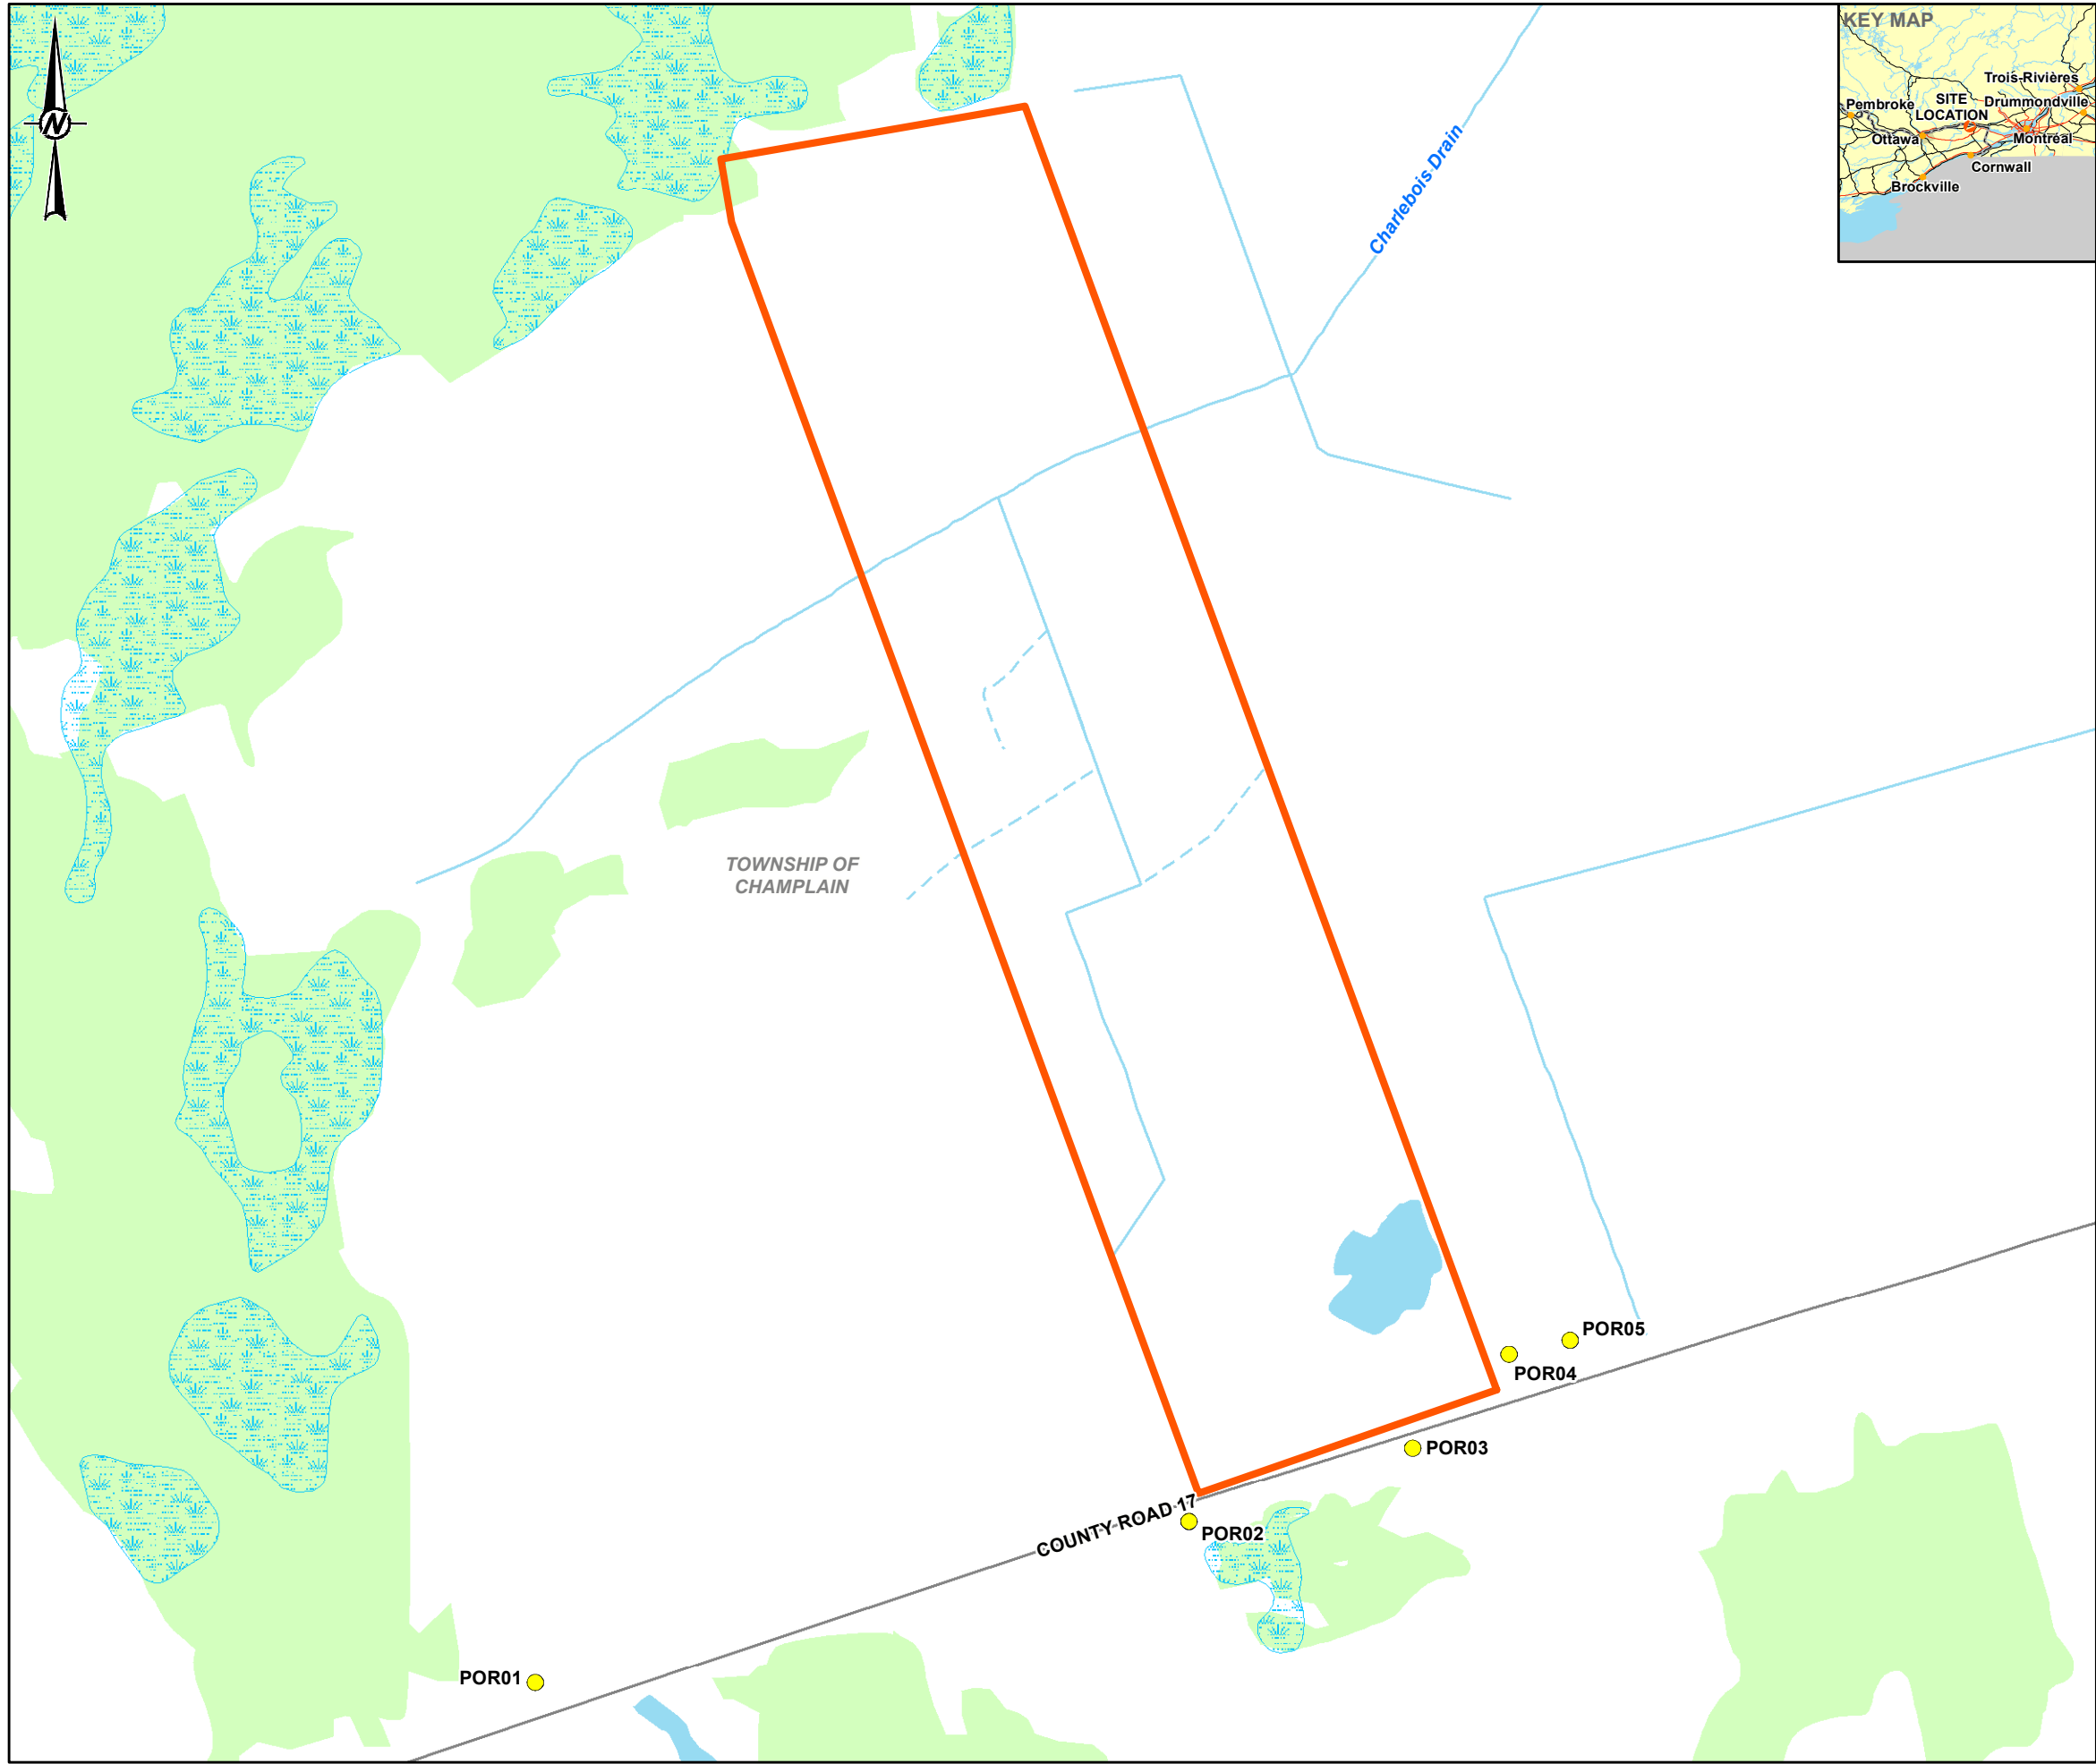 KEY MAP
Trois-Rivières
Pembroke
SITE
LOCATION
Drummondville
Ottawa
Montréal
Cornwall
Brockville
N
Charlebois Drain
TOWNSHIP OF
CHAMPLAIN
POR05
POR04
POR03
COUNTY ROAD 17
POR02
POR01